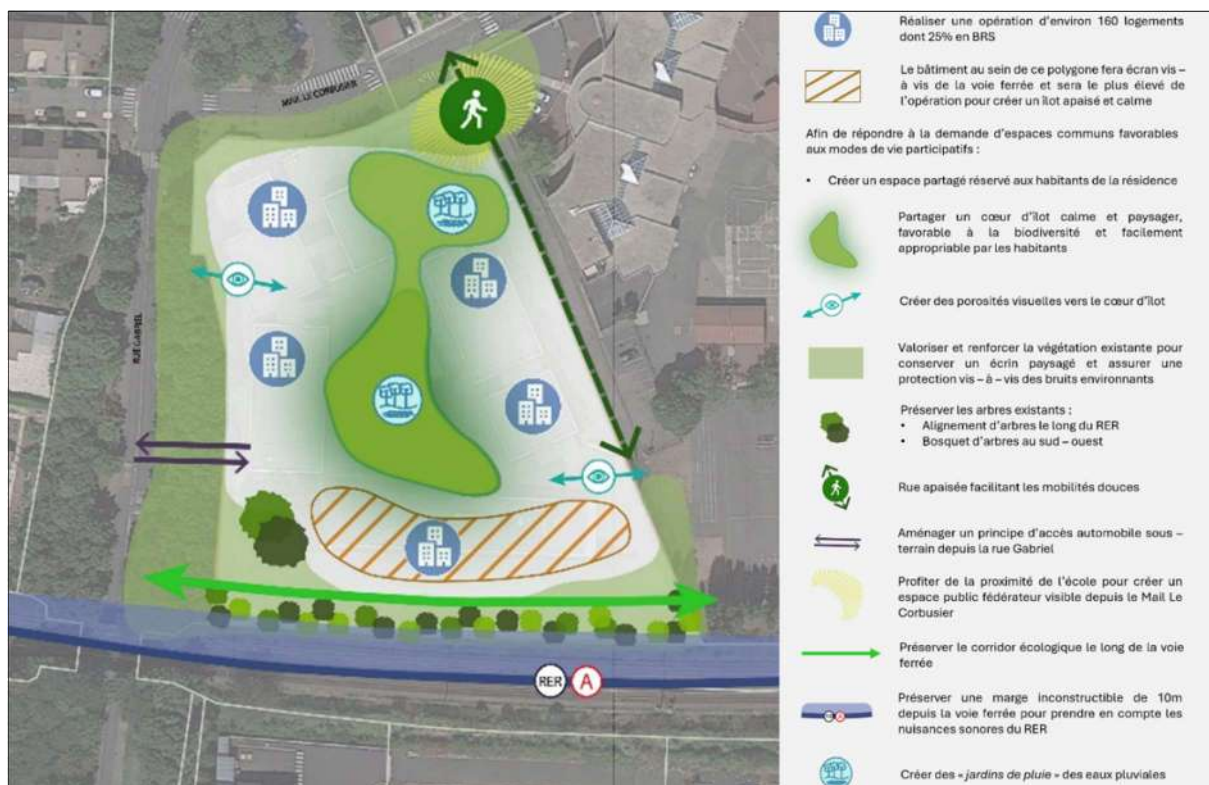 MAIL LE CORBUSIER
RUE GABRIEL
RER A
Réaliser une opération d'environ 160 logements
dont 25% en BRS
Le bâtiment au sein de ce polygone fera écran vis –
à vis de la voie ferrée et sera le plus élevé de
l'opération pour créer un îlot apaisé et calme
Afin de répondre à la demande d'espaces communs favorables
aux modes de vie participatifs :
• Créer un espace partagé réservé aux habitants de la résidence
Partager un cœur d'îlot calme et paysager,
favorable à la biodiversité et facilement
appropriable par les habitants
Créer des porosités visuelles vers le cœur d'îlot
Valoriser et renforcer la végétation existante pour
conserver un écrin paysagé et assurer une
protection vis – à – vis des bruits environnants
Préserver les arbres existants :
• Alignement d'arbres le long du RER
• Bosquet d'arbres au sud – ouest
Rue apaisée facilitant les mobilités douces
Aménager un principe d'accès automobile sous –
terrain depuis la rue Gabriel
Profiter de la proximité de l'école pour créer un
espace public fédérateur visible depuis le Mail Le
Corbusier
Préserver le corridor écologique le long de la voie
ferrée
Préserver une marge inconstructible de 10m
depuis la voie ferrée pour prendre en compte les
nuisances sonores du RER
Créer des « jardins de pluie » des eaux pluviales